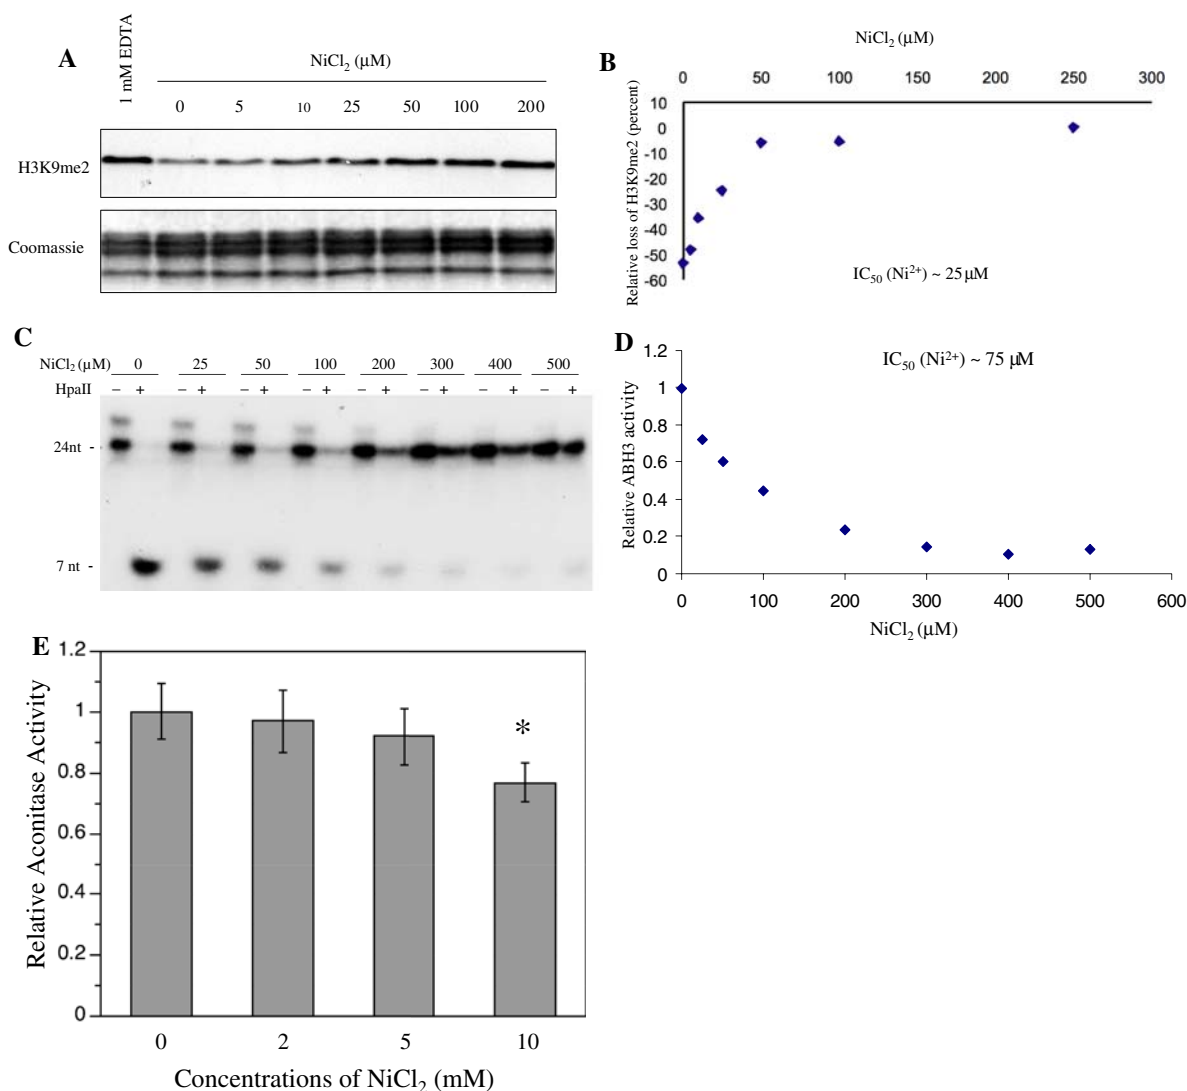 A
1 mM EDTA
NiCl₂ (µM)
0 5 10 25 50 100 200
H3K9me2
Coomassie
B
NiCl₂ (µM)
0 50 100 150 200 250 300
Relative loss of H3K9me2 (percent)
10
0
-10
-20
-30
-40
-50
-60
IC₅₀ (Ni²⁺) ~ 25 µM
C
NiCl₂ (µM) 0 25 50 100 200 300 400 500
HpaII − + − + − + − + − + − + − + − +
24nt -
7 nt -
D
IC₅₀ (Ni²⁺) ~ 75 µM
Relative ABH3 activity
1.2
1
0.8
0.6
0.4
0.2
0
0 100 200 300 400 500 600
NiCl₂ (µM)
E
Relative Aconitase Activity
1.2
1
0.8
0.6
0.4
0.2
0
*
0 2 5 10
Concentrations of NiCl₂ (mM)